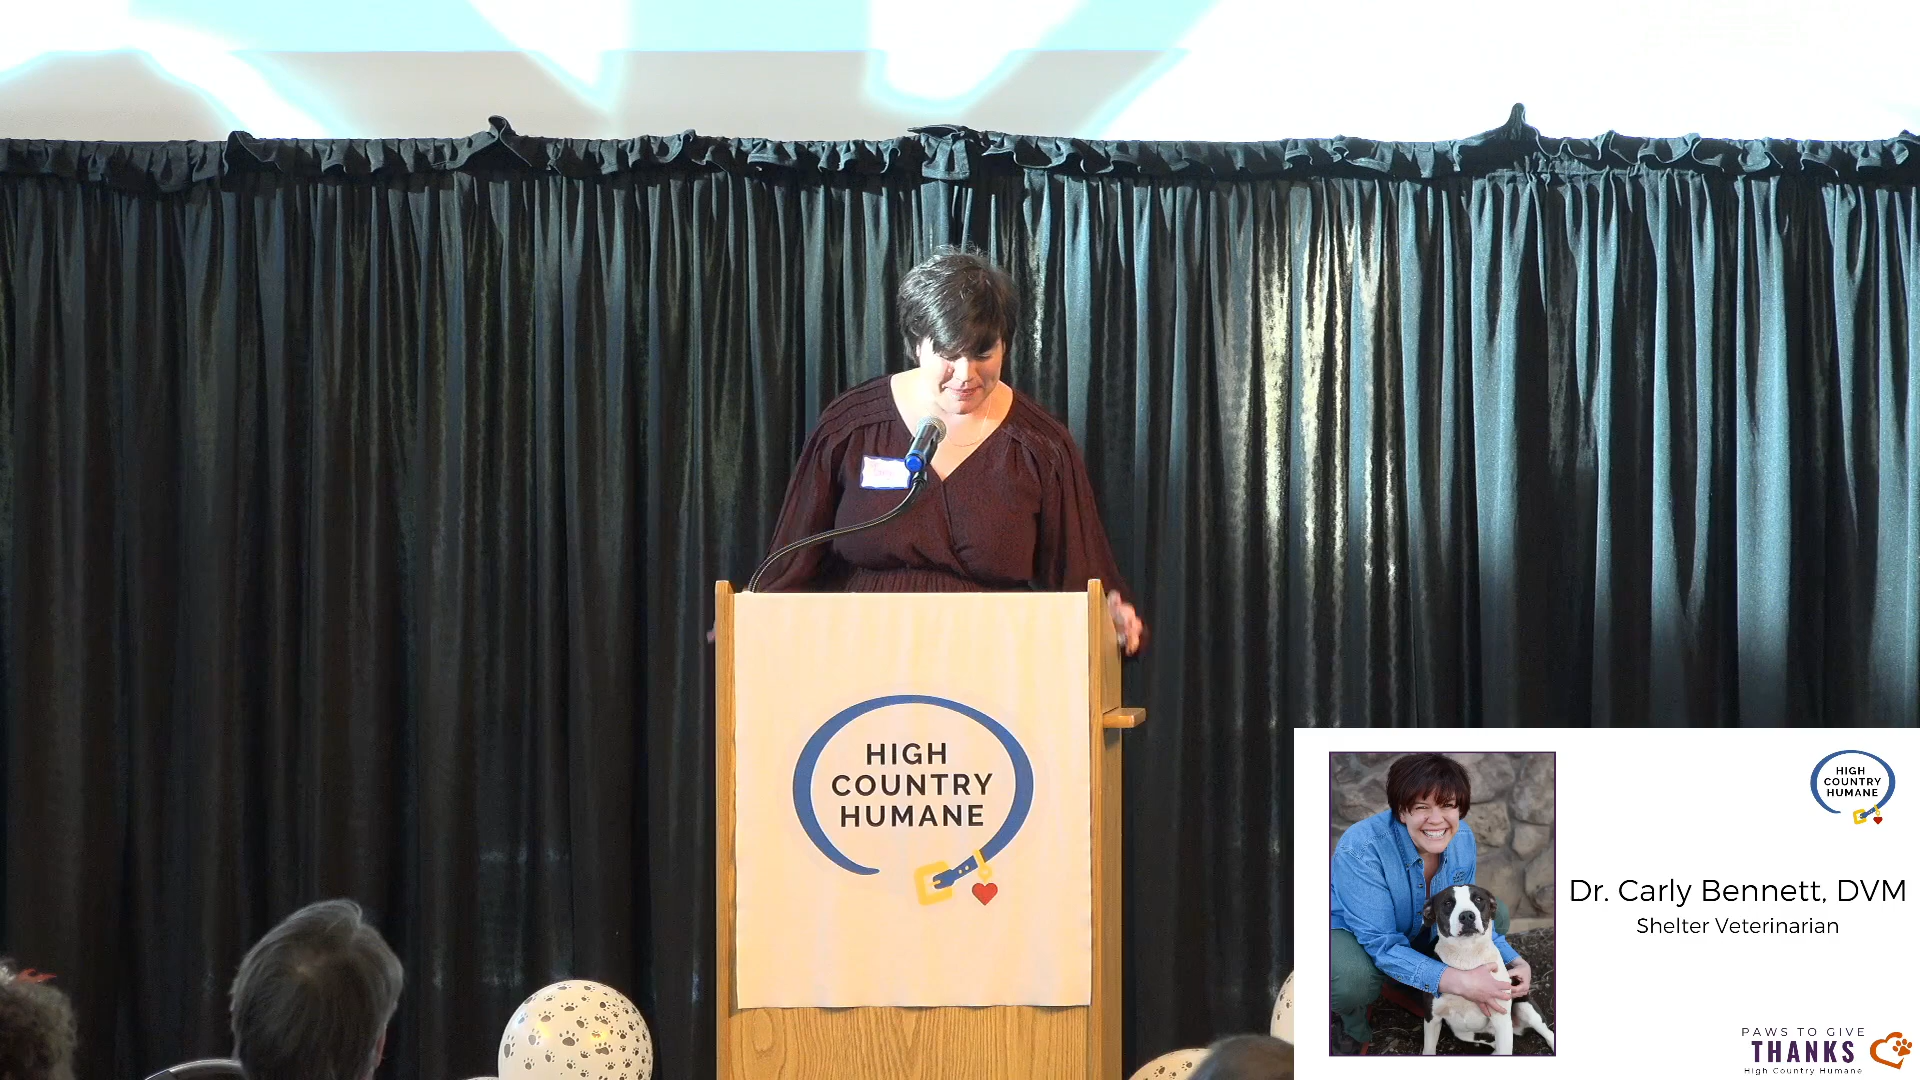 HIGH
COUNTRY
HUMANE
HIGH
COUNTRY
HUMANE
Dr. Carly Bennett, DVM
Shelter Veterinarian
PAWS TO GIVE
THANKS
High Country Humane